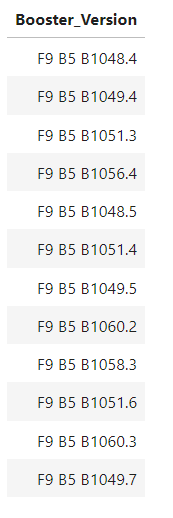 Booster_Version
F9 B5 B1048.4
F9 B5 B1049.4
F9 B5 B1051.3
F9 B5 B1056.4
F9 B5 B1048.5
F9 B5 B1051.4
F9 B5 B1049.5
F9 B5 B1060.2
F9 B5 B1058.3
F9 B5 B1051.6
F9 B5 B1060.3
F9 B5 B1049.7